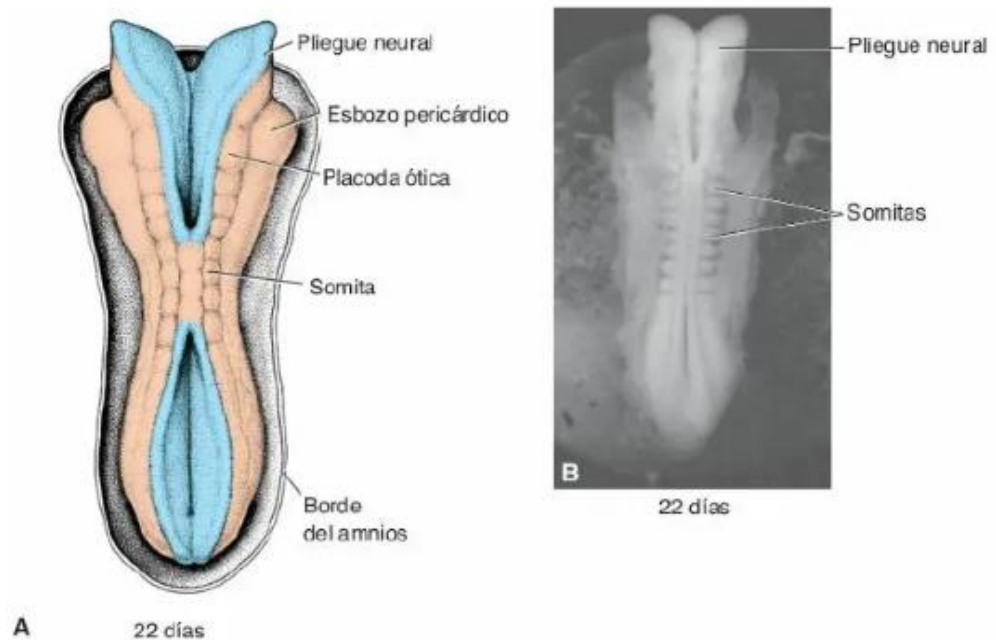 Pliegue neural
Esbozo pericárdico
Placoda ótica
Somita
Borde
del amnios
A
22 días
Pliegue neural
Somitas
B
22 días